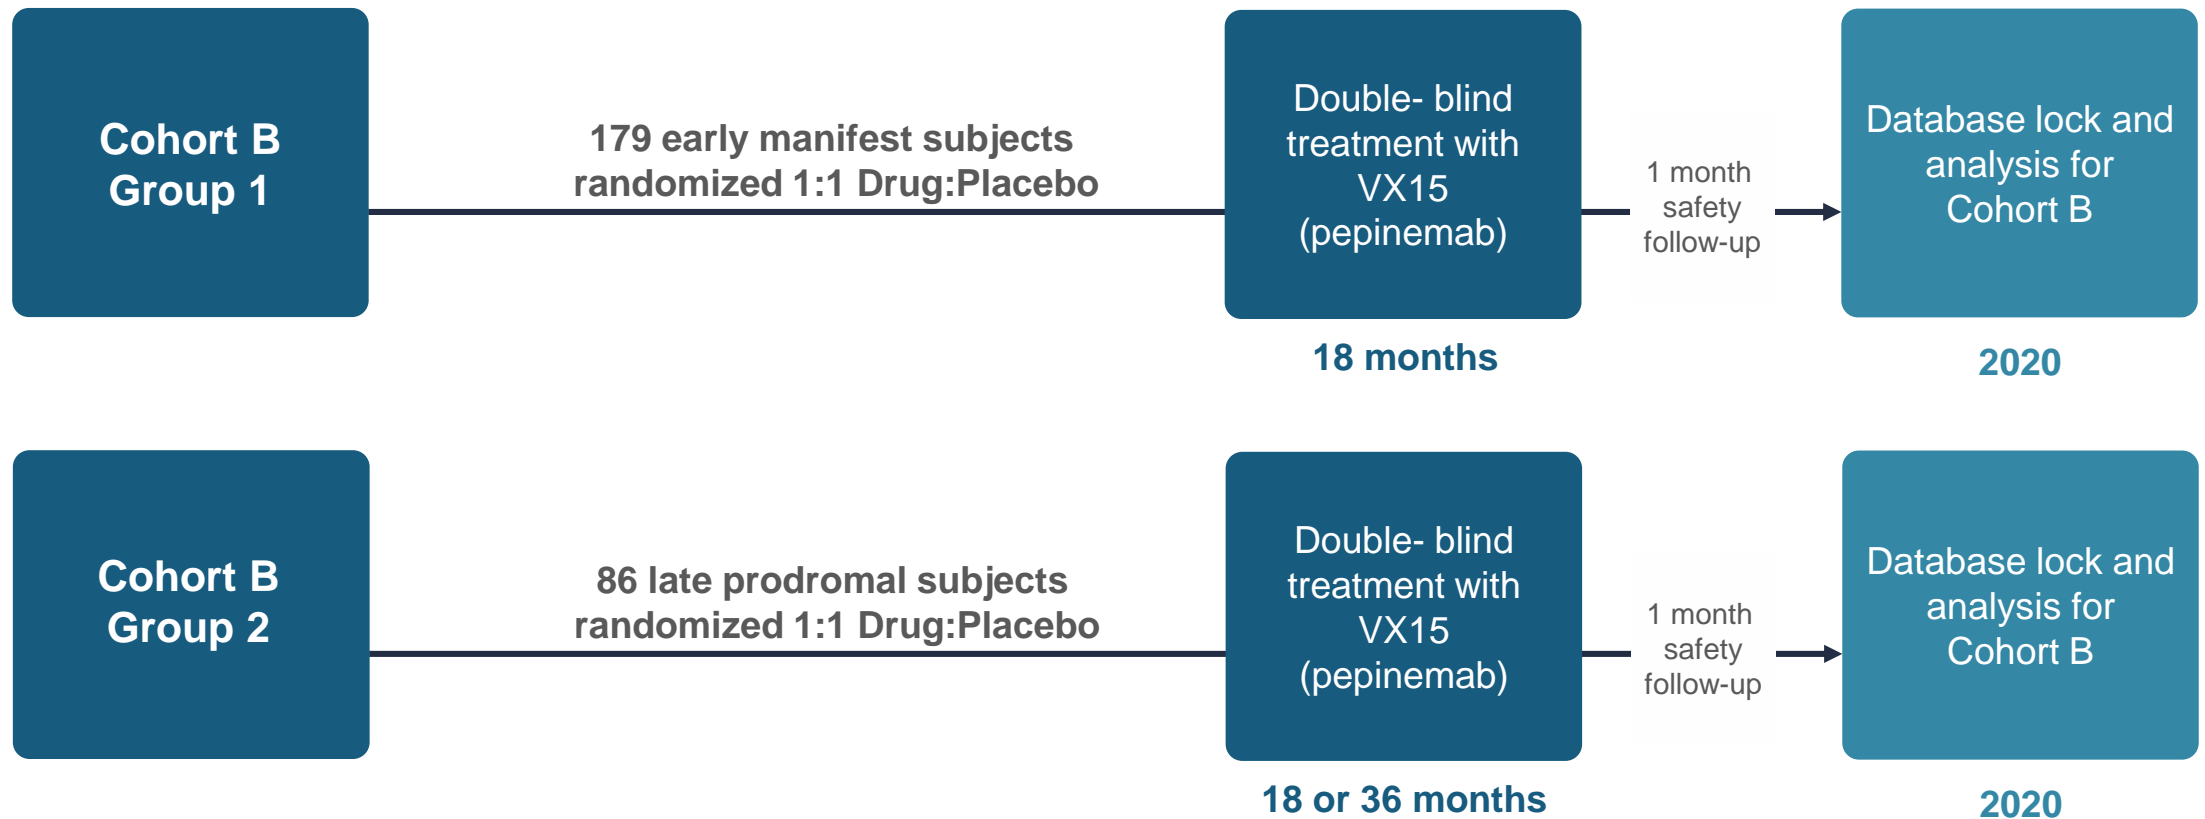 Cohort B
Group 1
179 early manifest subjects
randomized 1:1 Drug:Placebo
Double- blind
treatment with
VX15
(pepinemab)
18 months
1 month
safety
follow-up
Database lock and
analysis for
Cohort B
2020
Cohort B
Group 2
86 late prodromal subjects
randomized 1:1 Drug:Placebo
Double- blind
treatment with
VX15
(pepinemab)
18 or 36 months
1 month
safety
follow-up
Database lock and
analysis for
Cohort B
2020